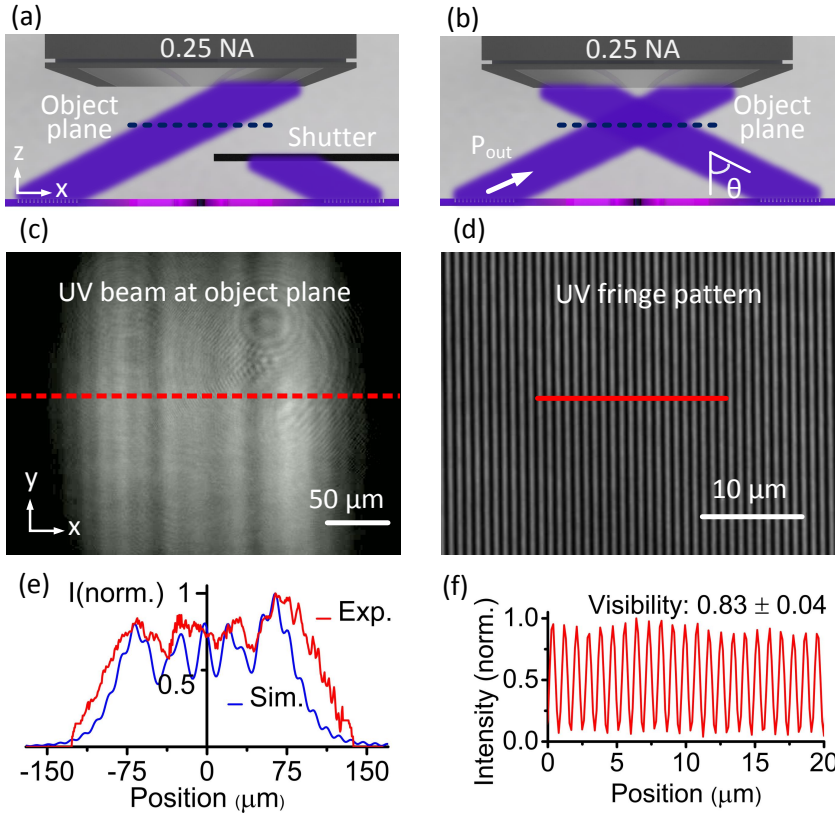 (a)
0.25 NA
Object
plane
Shutter
z
x
(b)
0.25 NA
Object
plane
Pout
θ
(c)
UV beam at object plane
y
x
50 μm
(d)
UV fringe pattern
10 μm
(e)
I(norm.)
1
0.5
Exp.
Sim.
-150 -75 0 75 150
Position (μm)
(f)
Visibility: 0.83 ± 0.04
Intensity (norm.)
1.0
0.5
0.0
0 5 10 15 20
Position (μm)